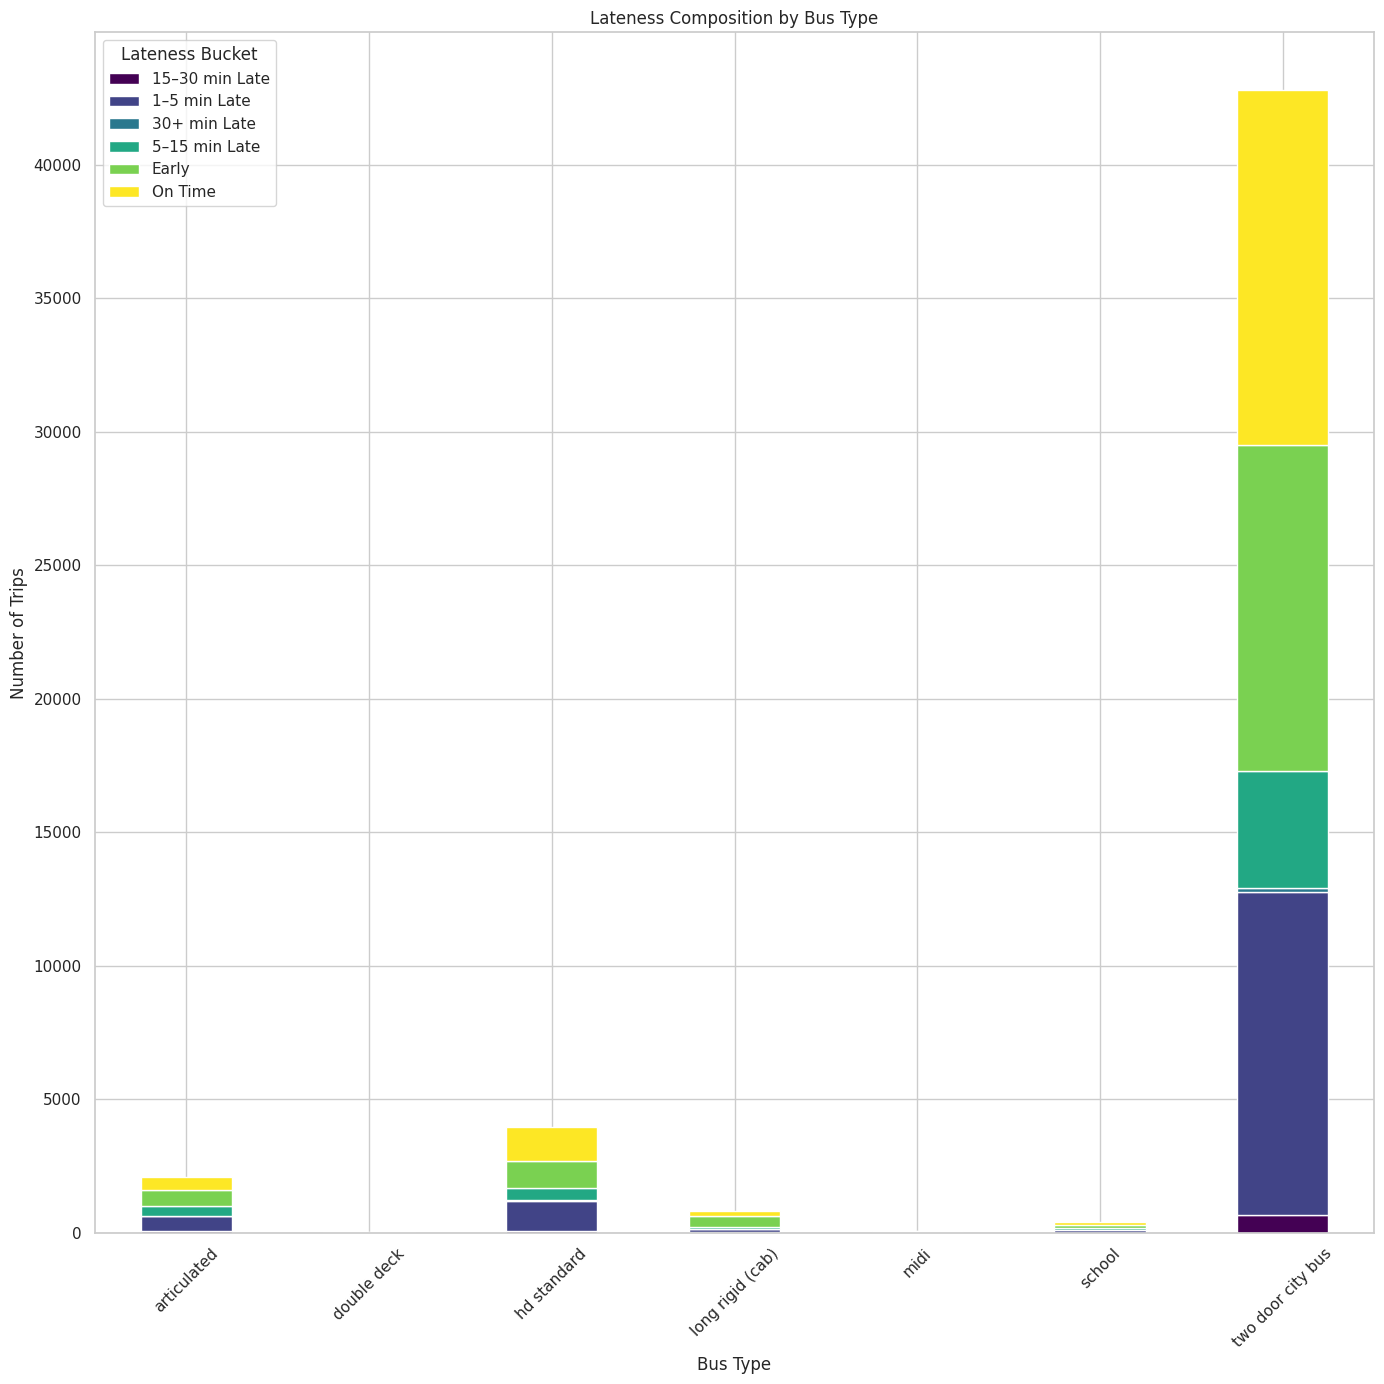 Lateness Composition by Bus Type
Lateness Bucket
15–30 min Late
1–5 min Late
30+ min Late
5–15 min Late
Early
On Time
Number of Trips
40000
35000
30000
25000
20000
15000
10000
5000
0
articulated
double deck
hd standard
long rigid (cab)
midi
school
two door city bus
Bus Type